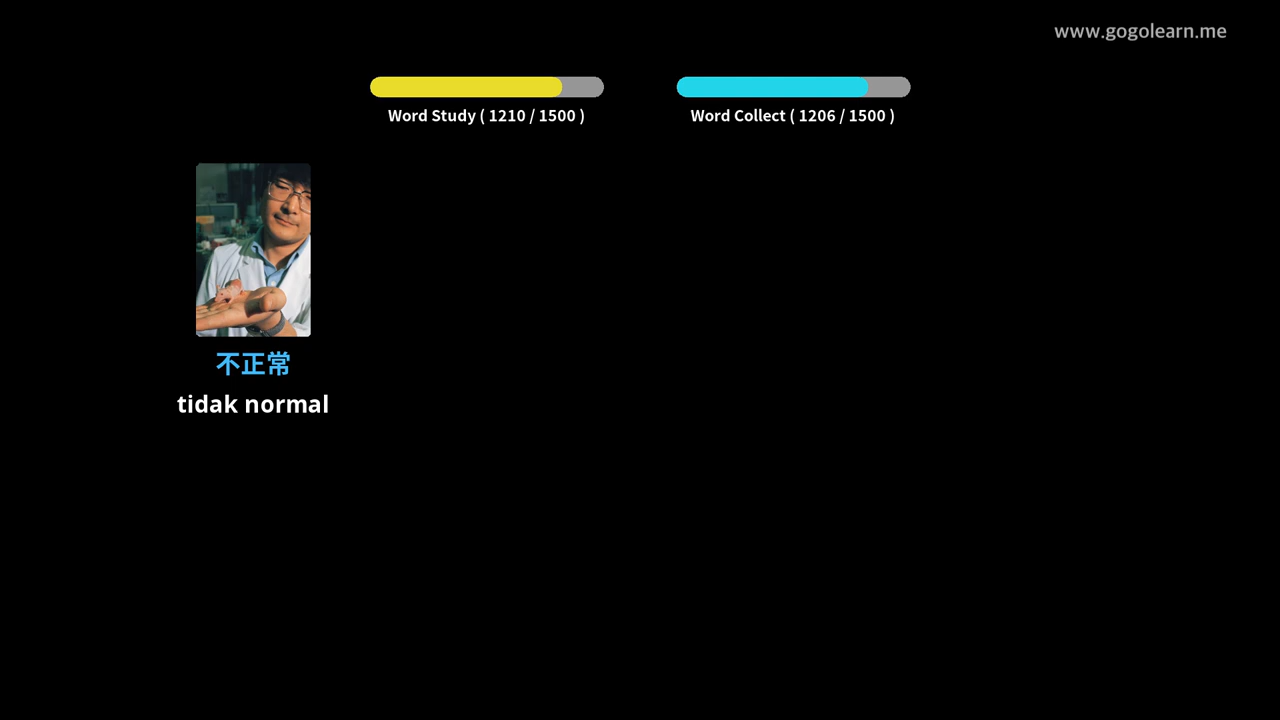 www.gogolearn.me
Word Study ( 1210 / 1500 )
Word Collect ( 1206 / 1500 )
不正常
tidak normal